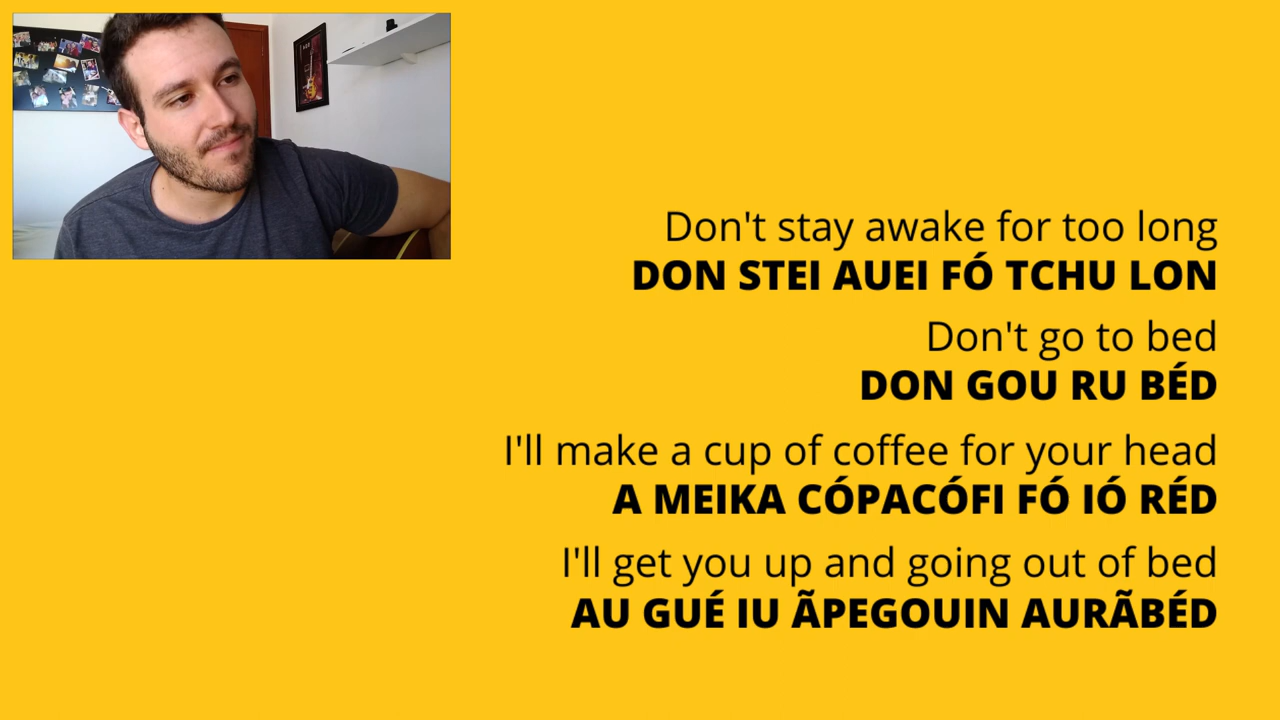 Don't stay awake for too long
DON STEI AUEI FÓ TCHU LON
Don't go to bed
DON GOU RU BÉD
I'll make a cup of coffee for your head
A MEIKA CÓPACÓFI FÓ IÓ RÉD
I'll get you up and going out of bed
AU GUÉ IU ÃPEGOUIN AURÃBÉD